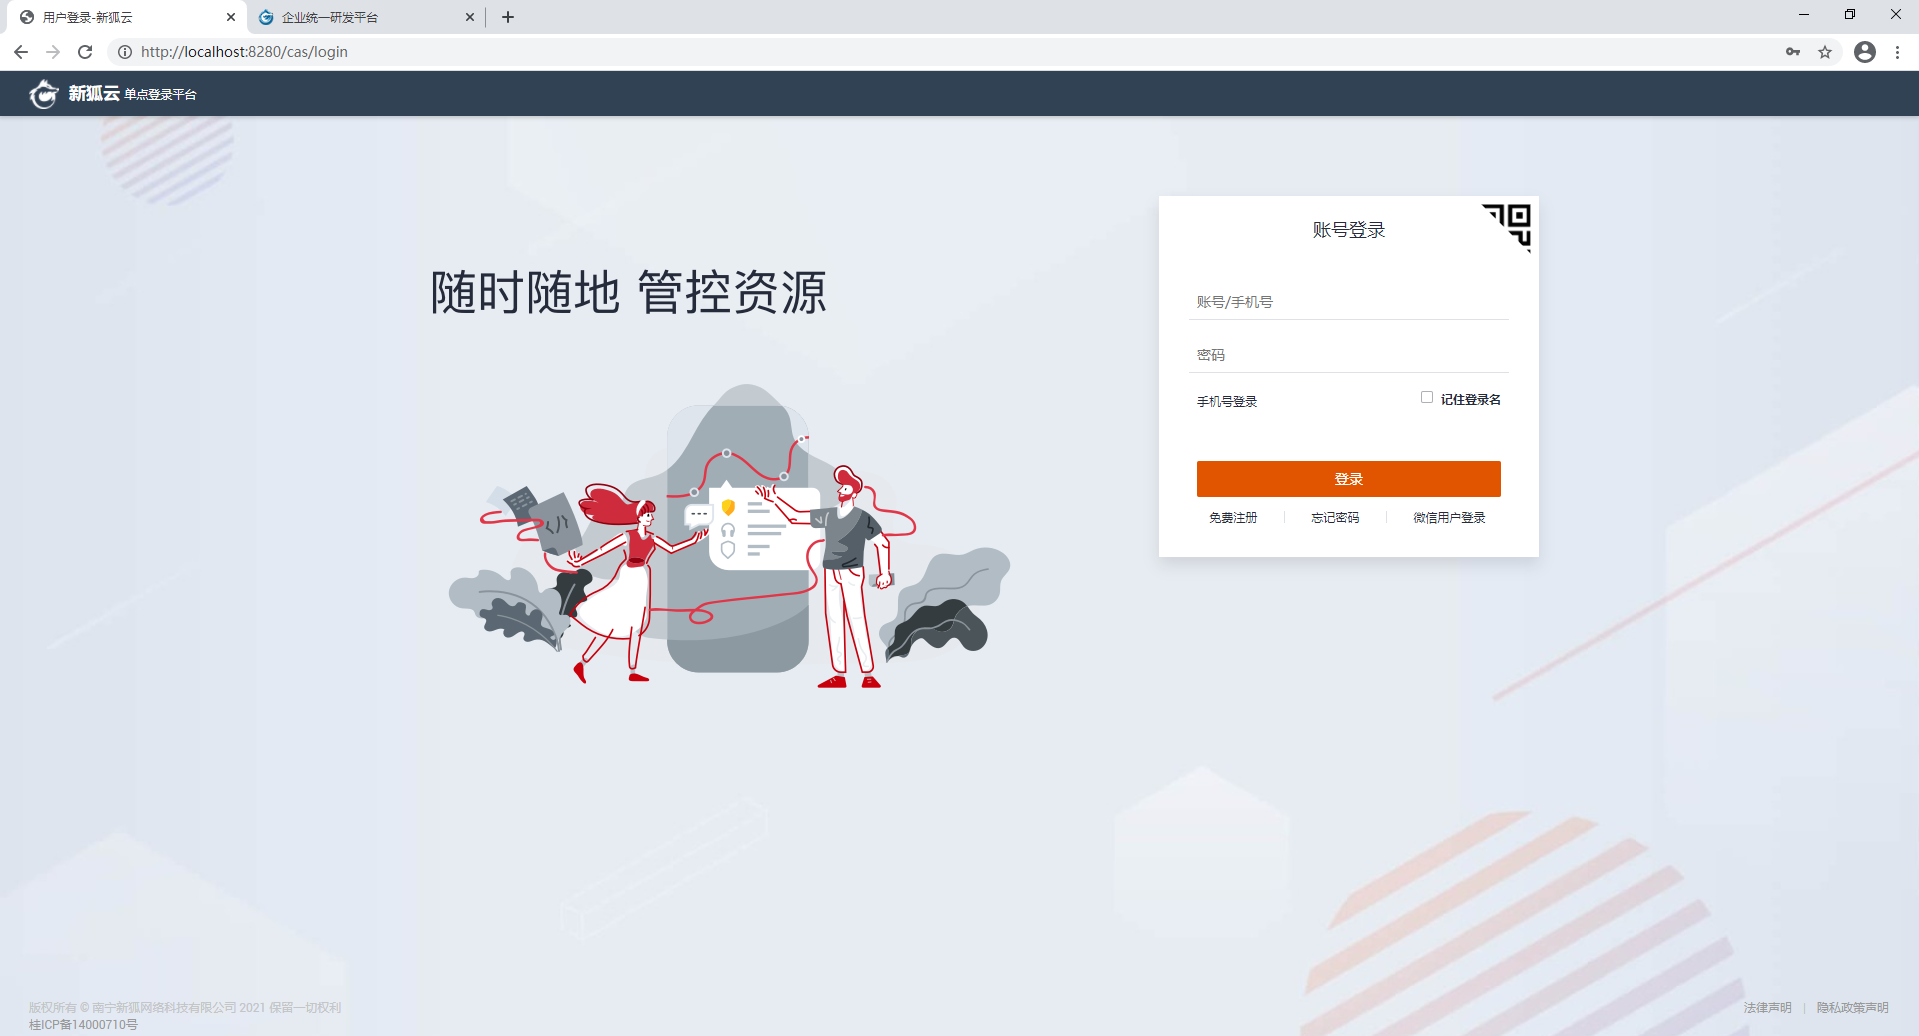 用户登录-新狐云
企业统一研发平台
http://localhost:8280/cas/login
新狐云 单点登录平台
账号登录
随时随地 管控资源
账号/手机号
密码
手机号登录
记住登录名
登录
免费注册
忘记密码
微信用户登录
版权所有 © 南宁新狐网络科技有限公司 2021 保留一切权利
桂ICP备14000710号
法律声明
隐私政策声明